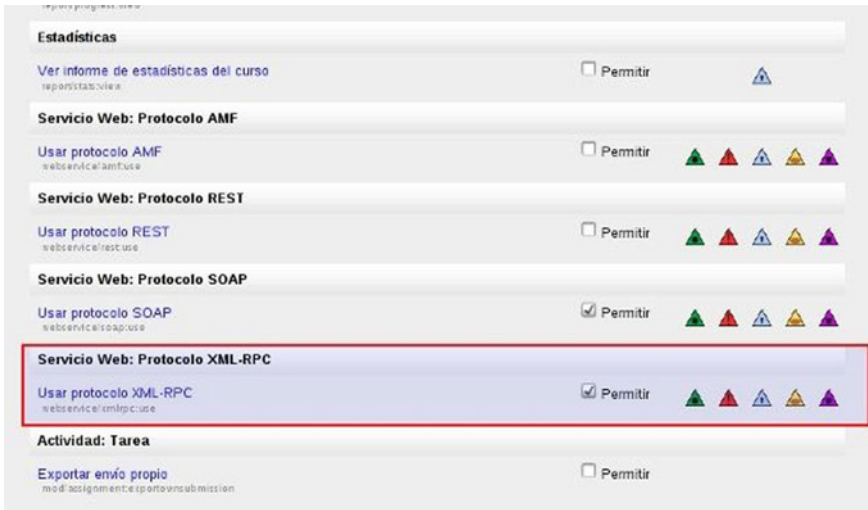 report/progress:view
Estadísticas
Ver informe de estadísticas del curso
Permitir
report/stats:view
Servicio Web: Protocolo AMF
Usar protocolo AMF
Permitir
webservice/amf:use
Servicio Web: Protocolo REST
Usar protocolo REST
Permitir
webservice/rest:use
Servicio Web: Protocolo SOAP
Usar protocolo SOAP
Permitir
webservice/soap:use
Servicio Web: Protocolo XML-RPC
Usar protocolo XML-RPC
Permitir
webservice/xmlrpc:use
Actividad: Tarea
Exportar envío propio
Permitir
mod/assignment:exportownsubmission